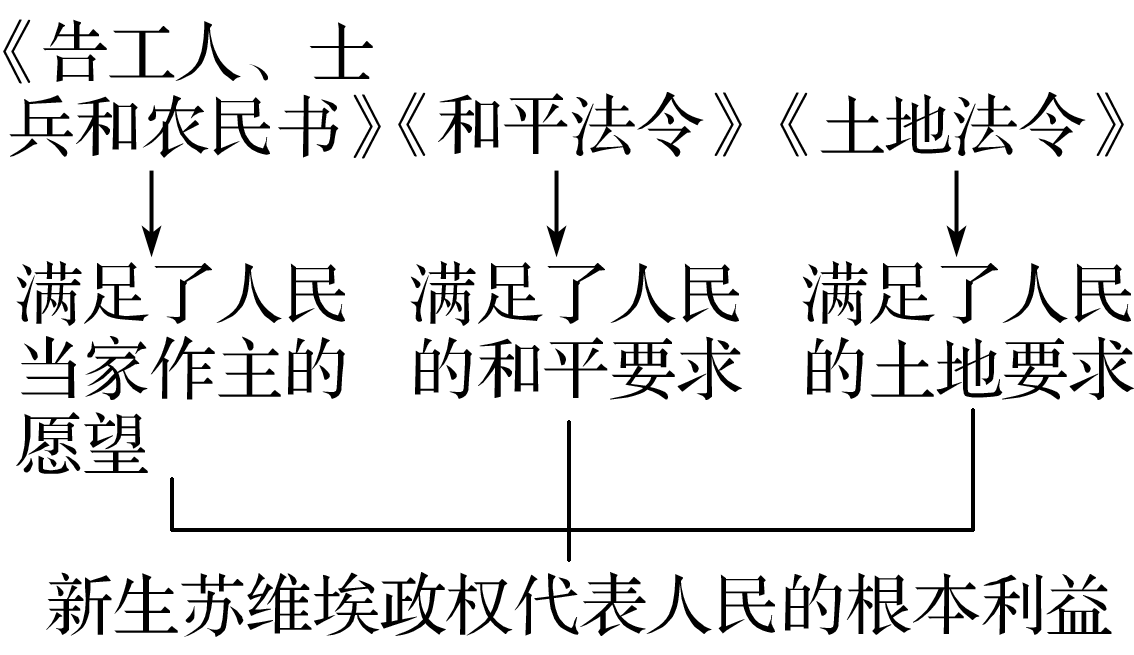 《告工人、士
兵和农民书》《和平法令》《土地法令》
满足了人民
当家作主的
愿望
满足了人民
的和平要求
满足了人民
的土地要求
新生苏维埃政权代表人民的根本利益